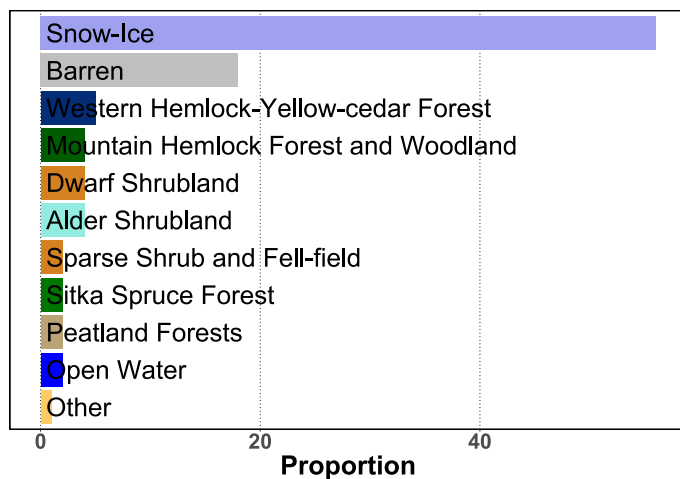 Snow-Ice
Barren
Western Hemlock-Yellow-cedar Forest
Mountain Hemlock Forest and Woodland
Dwarf Shrubland
Alder Shrubland
Sparse Shrub and Fell-field
Sitka Spruce Forest
Peatland Forests
Open Water
Other
0 20 40
Proportion